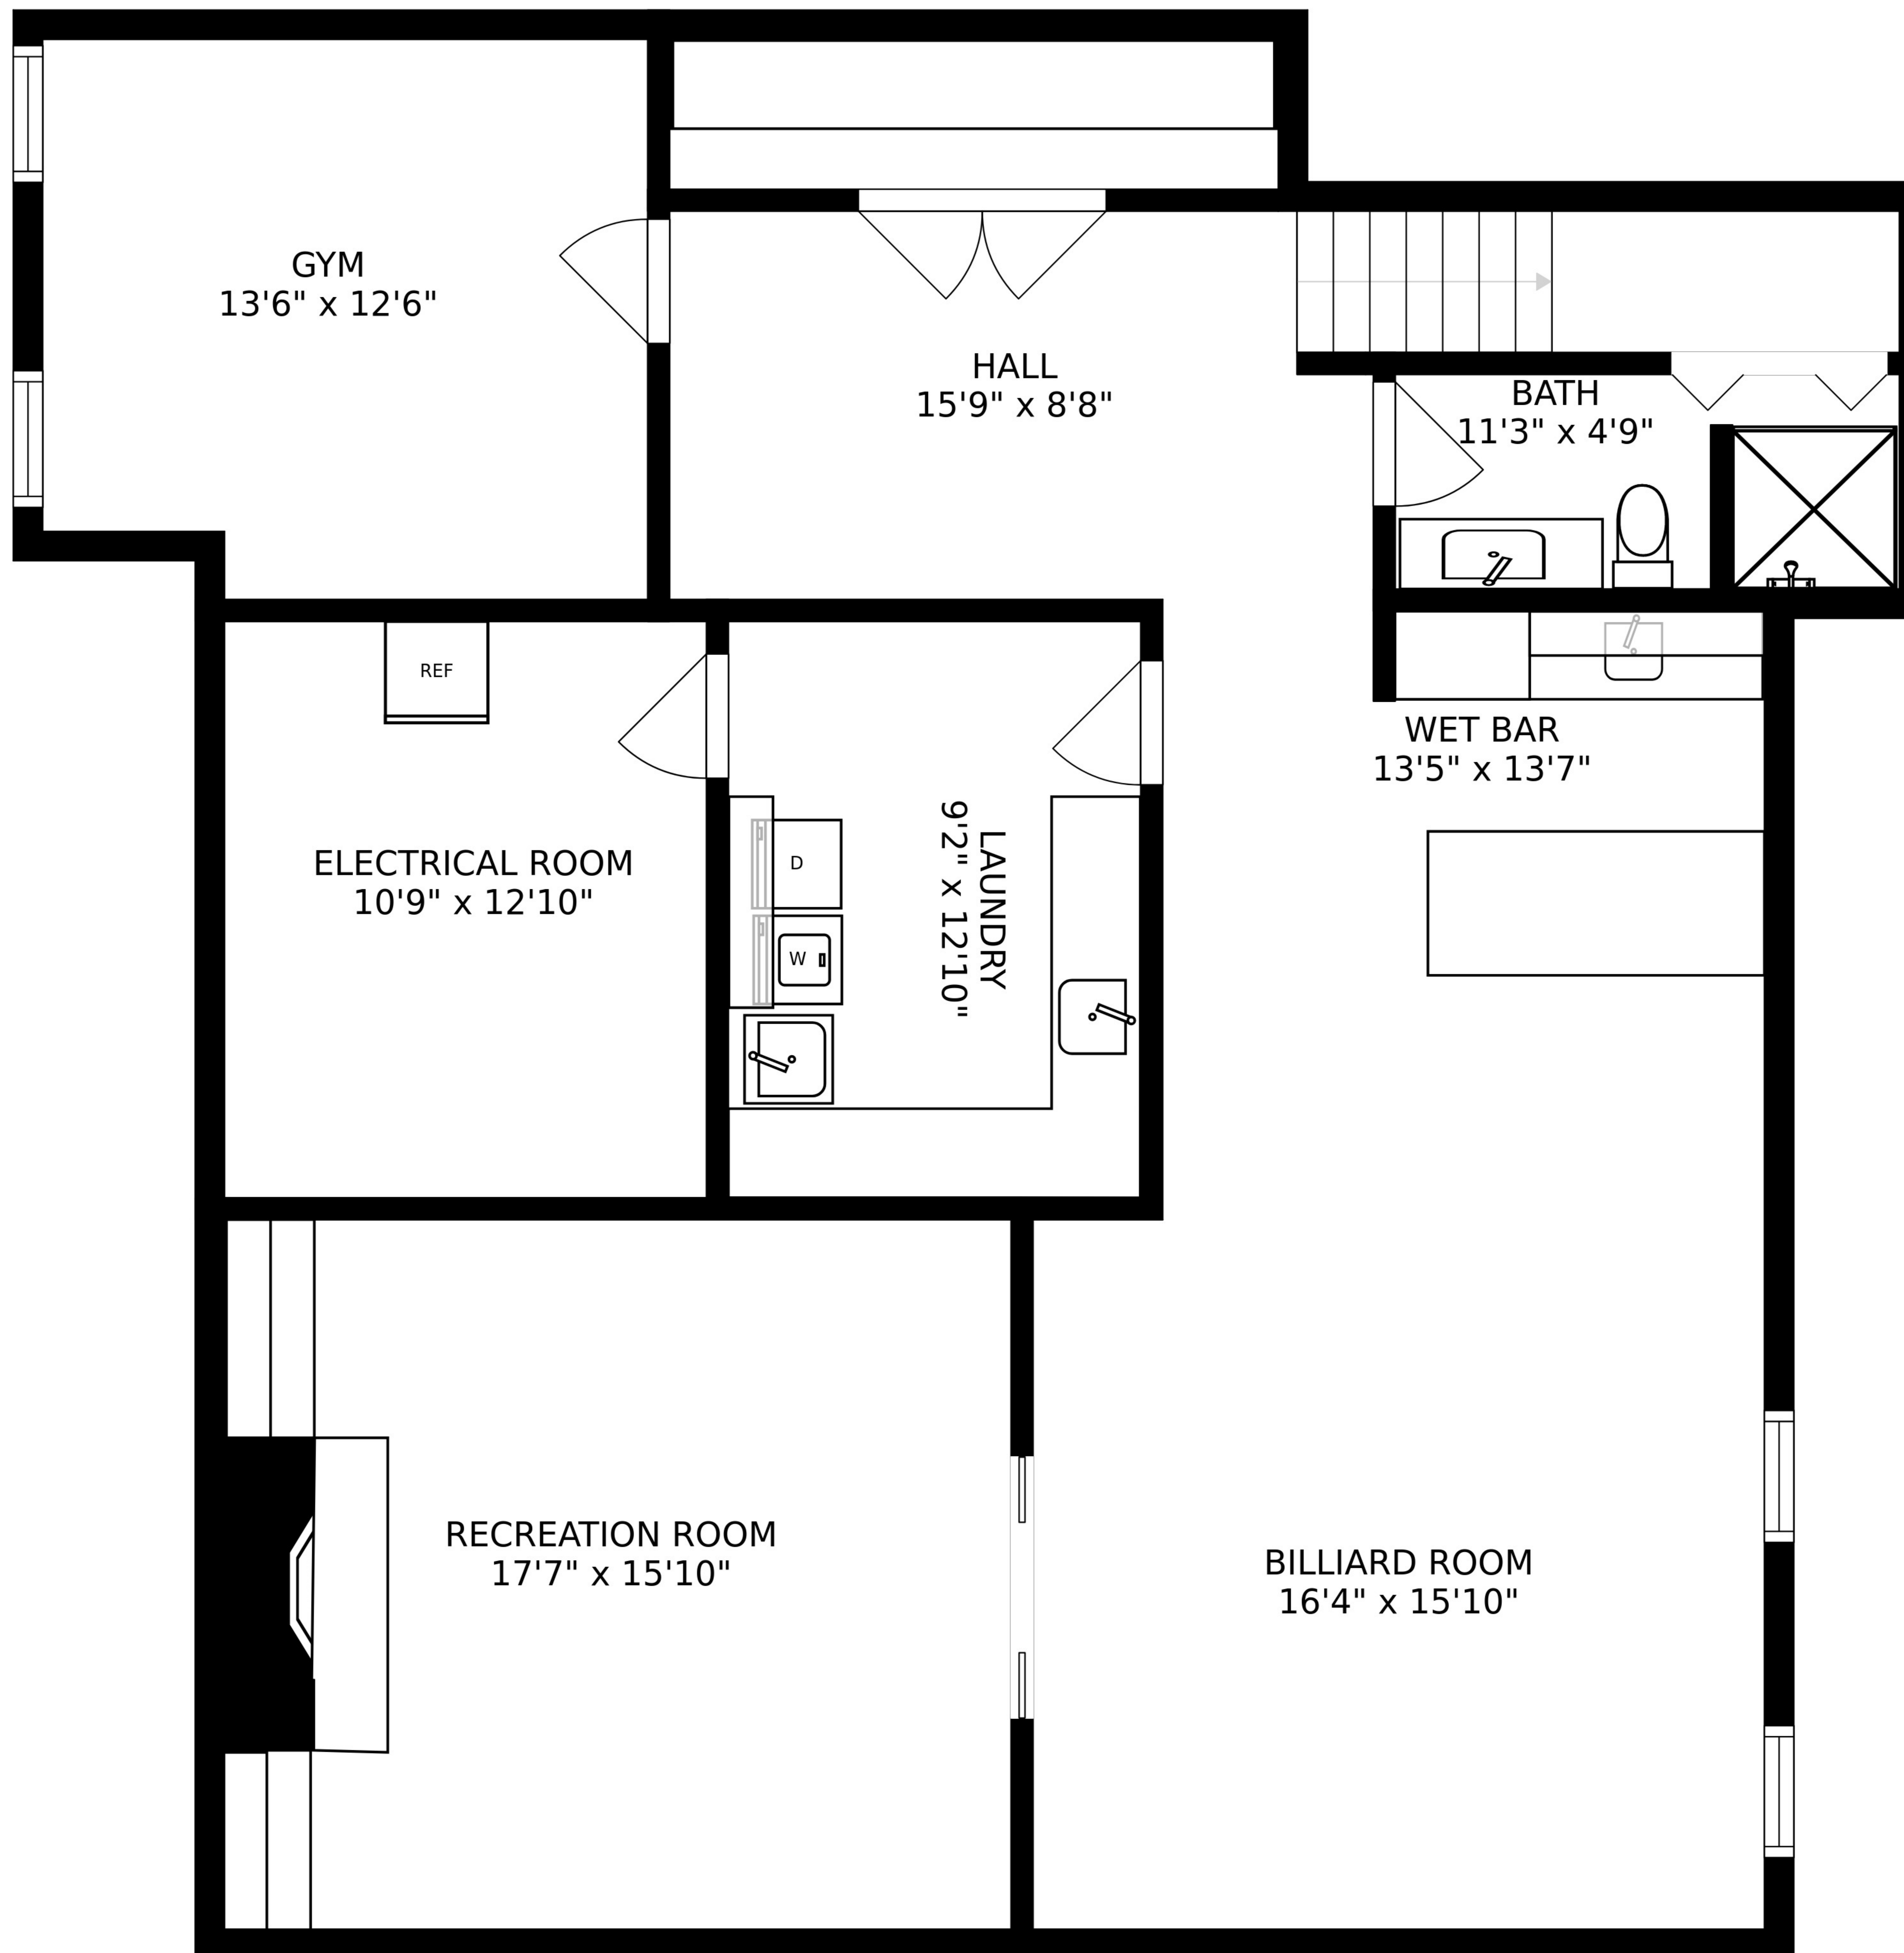 GYM
13'6" x 12'6"
HALL
15'9" x 8'8"
BATH
11'3" x 4'9"
REF
WET BAR
13'5" x 13'7"
ELECTRICAL ROOM
10'9" x 12'10"
D
W
LAUNDRY
9'2" x 12'10"
RECREATION ROOM
17'7" x 15'10"
BILLIARD ROOM
16'4" x 15'10"